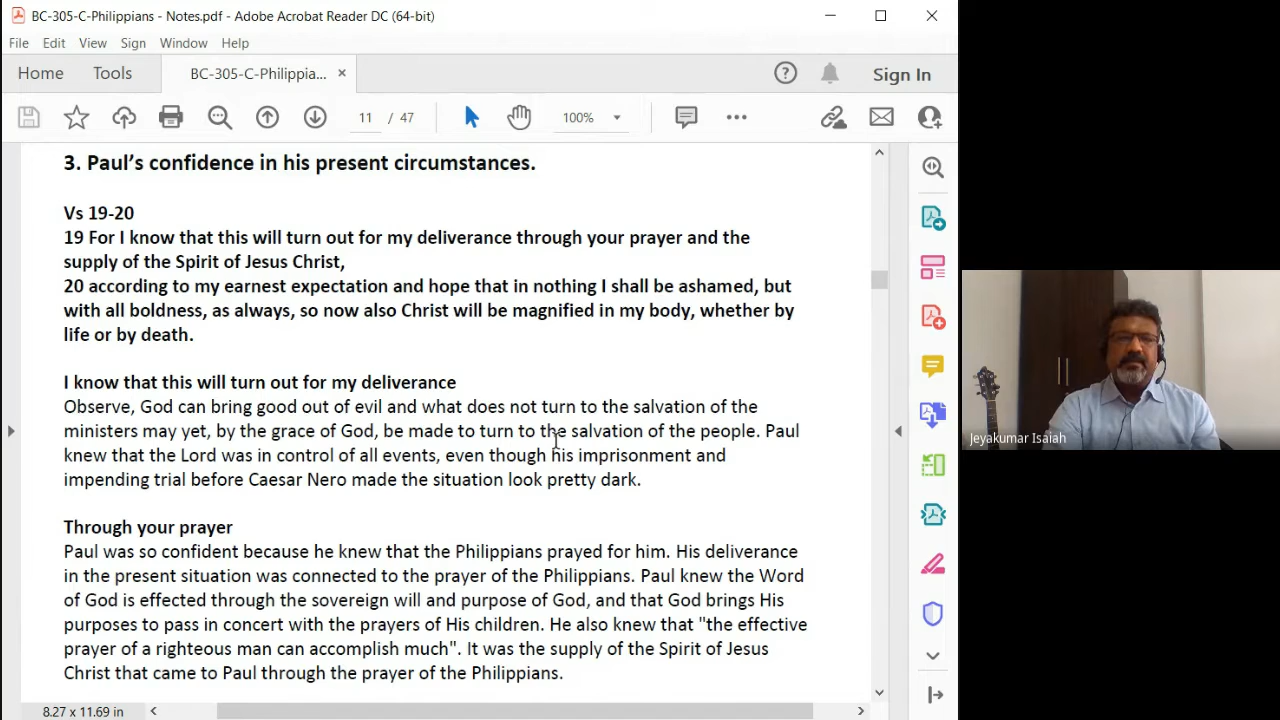 BC-305-C-Philippians - Notes.pdf - Adobe Acrobat Reader DC (64-bit)
File Edit View Sign Window Help
Home Tools BC-305-C-Philippia... × Sign In
11 / 47 100%
3. Paul's confidence in his present circumstances.
Vs 19-20
19 For I know that this will turn out for my deliverance through your prayer and the
supply of the Spirit of Jesus Christ,
20 according to my earnest expectation and hope that in nothing I shall be ashamed, but
with all boldness, as always, so now also Christ will be magnified in my body, whether by
life or by death.
I know that this will turn out for my deliverance
Observe, God can bring good out of evil and what does not turn to the salvation of the
ministers may yet, by the grace of God, be made to turn to the salvation of the people. Paul
knew that the Lord was in control of all events, even though his imprisonment and
impending trial before Caesar Nero made the situation look pretty dark.
Through your prayer
Paul was so confident because he knew that the Philippians prayed for him. His deliverance
in the present situation was connected to the prayer of the Philippians. Paul knew the Word
of God is effected through the sovereign will and purpose of God, and that God brings His
purposes to pass in concert with the prayers of His children. He also knew that "the effective
prayer of a righteous man can accomplish much". It was the supply of the Spirit of Jesus
Christ that came to Paul through the prayer of the Philippians.
8.27 x 11.69 in
Jeyakumar Isaiah